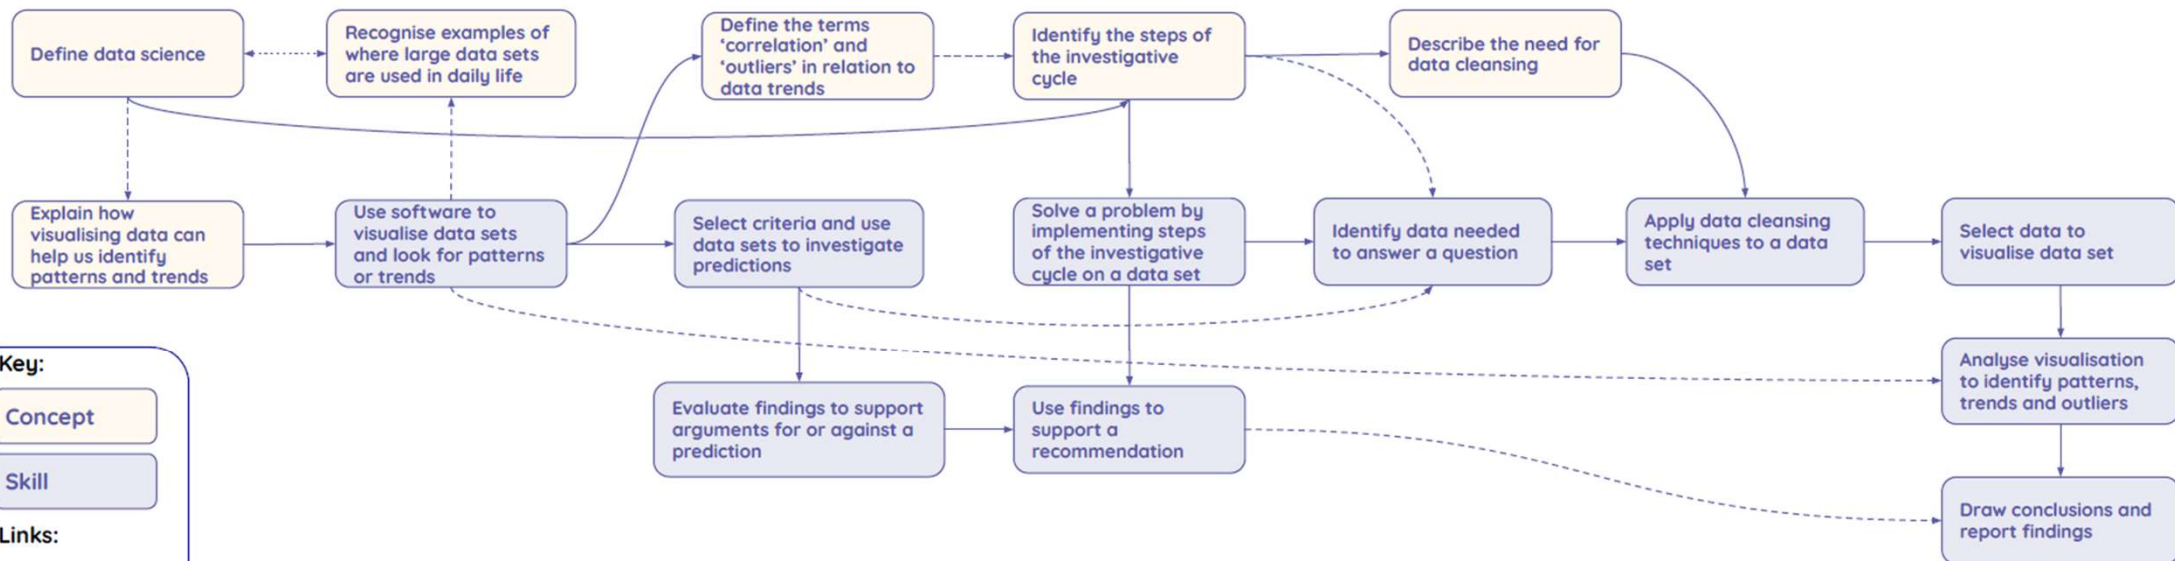 Define data science
Recognise examples of
where large data sets
are used in daily life
Define the terms
‘correlation’ and
‘outliers’ in relation to
data trends
Identify the steps of
the investigative
cycle
Describe the need for
data cleansing
Explain how
visualising data can
help us identify
patterns and trends
Use software to
visualise data sets
and look for patterns
or trends
Select criteria and use
data sets to investigate
predictions
Solve a problem by
implementing steps
of the investigative
cycle on a data set
Identify data needed
to answer a question
Apply data cleansing
techniques to a data
set
Select data to
visualise data set
Analyse visualisation
to identify patterns,
trends and outliers
Evaluate findings to support
arguments for or against a
prediction
Use findings to
support a
recommendation
Draw conclusions and
report findings
Key:
Concept
Skill
Links: